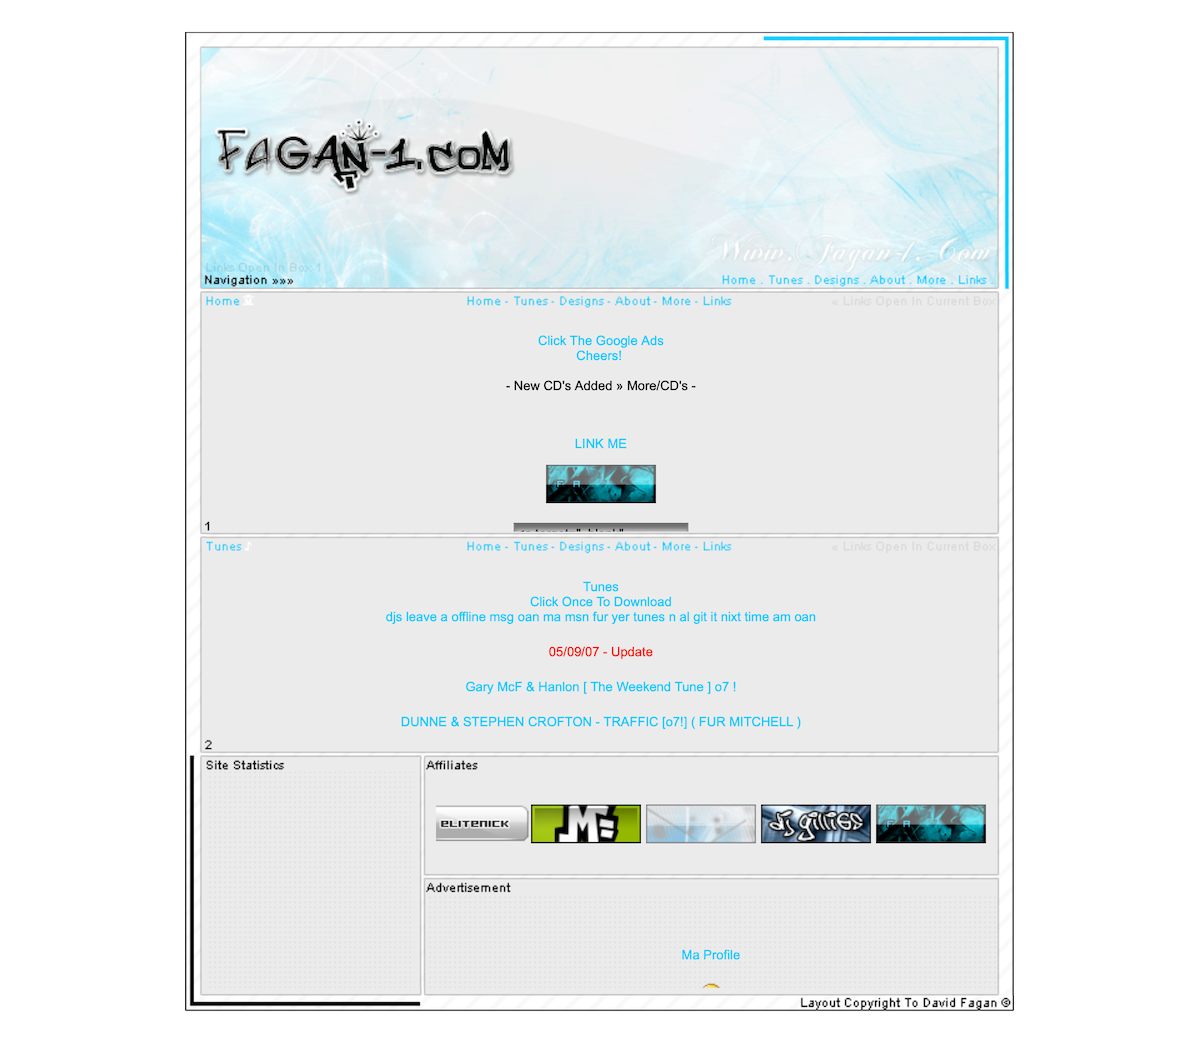 FAGAN-1.COM
Www.Fagan-1.Com
Links Open In Box 1
Navigation »»»
Home . Tunes . Designs . About . More . Links .
Home
Home - Tunes - Designs - About - More - Links
« Links Open In Current Box
Click The Google Ads
Cheers!
- New CD's Added » More/CD's -
LINK ME
F A
1
Tunes
Home - Tunes - Designs - About - More - Links
« Links Open In Current Box
Tunes
Click Once To Download
djs leave a offline msg oan ma msn fur yer tunes n al git it nixt time am oan
05/09/07 - Update
Gary McF & Hanlon [ The Weekend Tune ] o7 !
DUNNE & STEPHEN CROFTON - TRAFFIC [o7!] ( FUR MITCHELL )
2
Site Statistics
Affiliates
ELITENICK
dj gillies
F A
Advertisement
Ma Profile
Layout Copyright To David Fagan ©